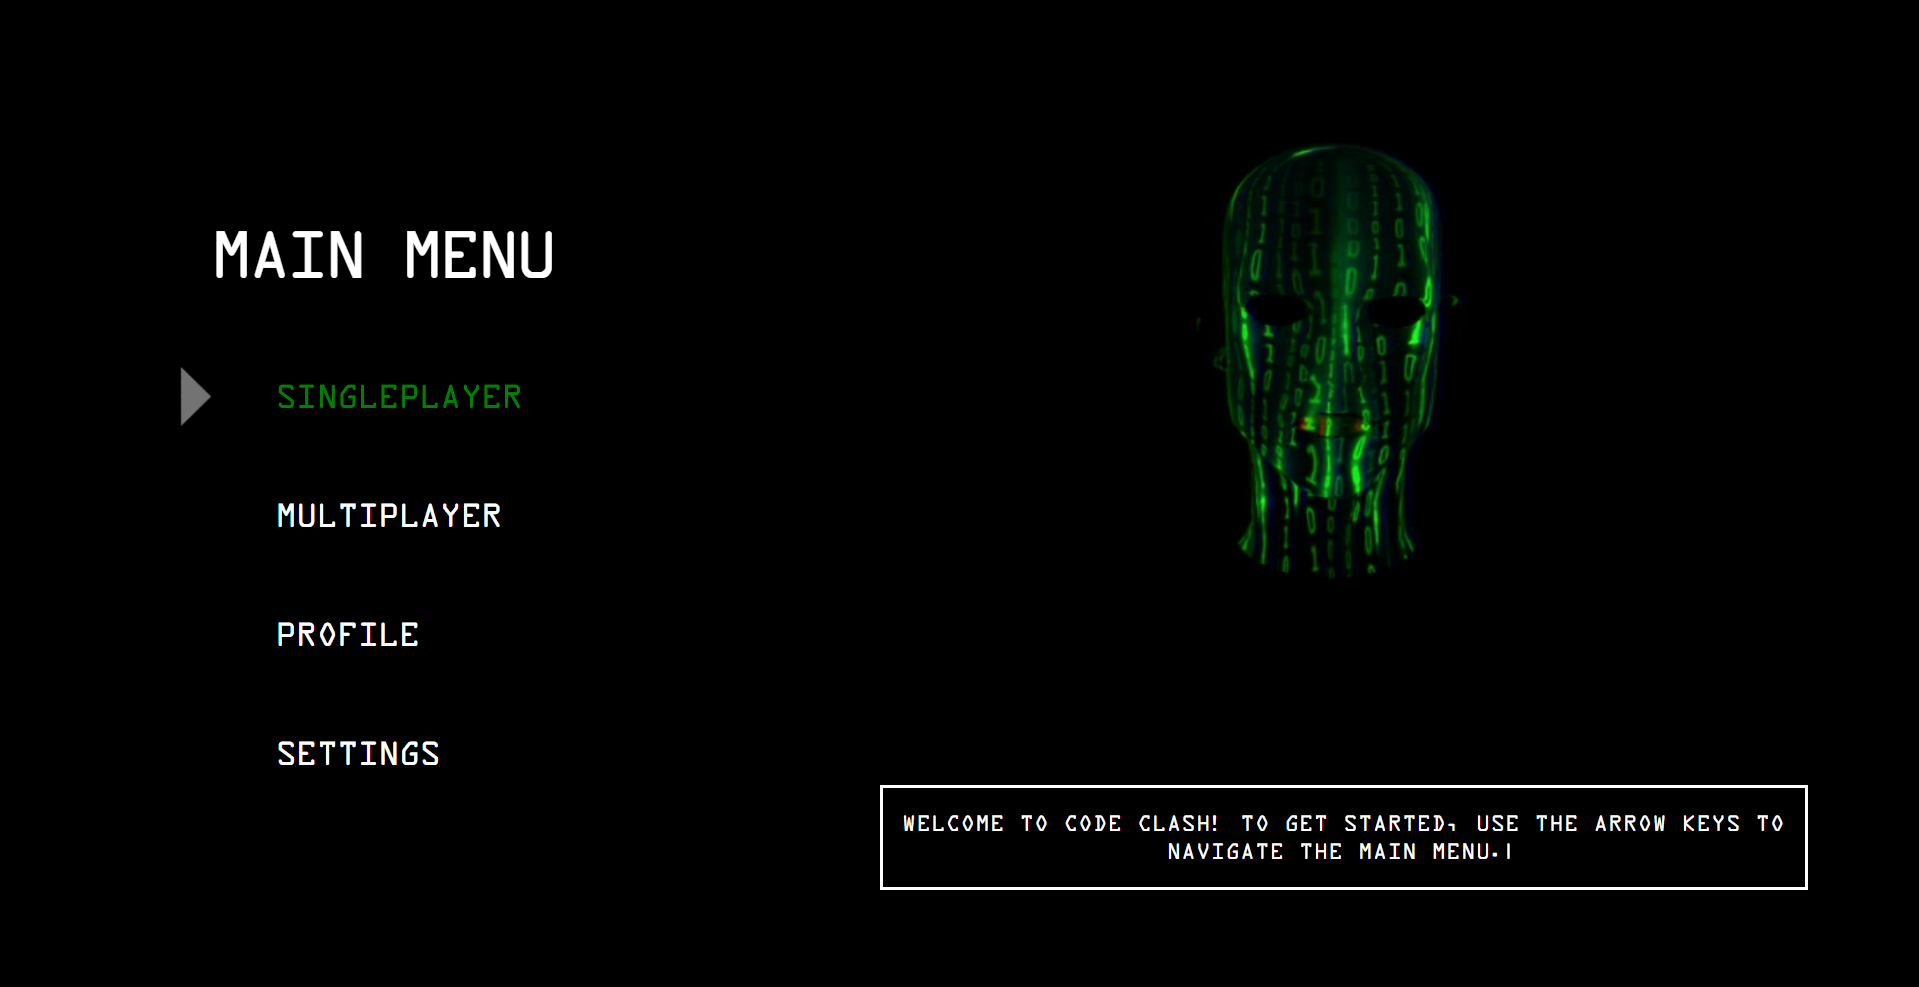 MAIN MENU
SINGLEPLAYER
MULTIPLAYER
PROFILE
SETTINGS
WELCOME TO CODE CLASH! TO GET STARTED, USE THE ARROW KEYS TO
NAVIGATE THE MAIN MENU.|